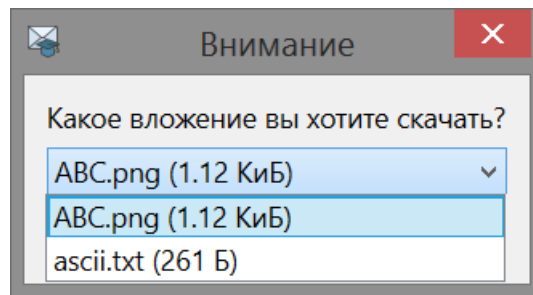 Внимание
Какое вложение вы хотите скачать?
ABC.png (1.12 КиБ)
ABC.png (1.12 КиБ)
ascii.txt (261 Б)